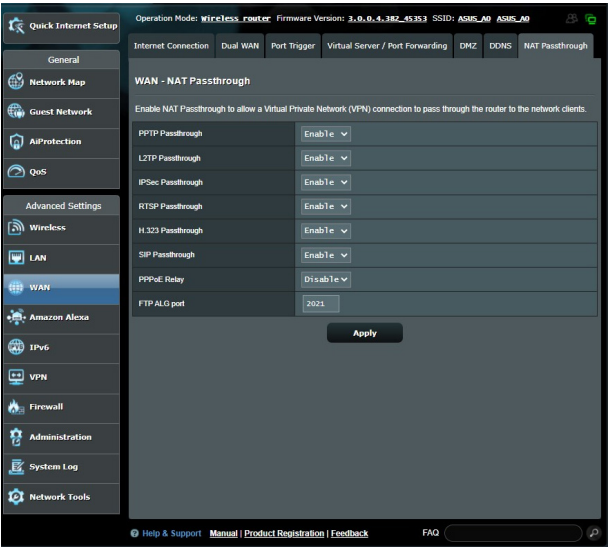 Quick Internet Setup
Operation Mode: Wireless router Firmware Version: 3.0.0.4.382_45353 SSID: ASUS_A0 ASUS_A0
Internet Connection Dual WAN Port Trigger Virtual Server / Port Forwarding DMZ DDNS NAT Passthrough
General
Network Map
Guest Network
AiProtection
QoS
Advanced Settings
Wireless
LAN
WAN
Amazon Alexa
IPv6
VPN
Firewall
Administration
System Log
Network Tools
WAN - NAT Passthrough
Enable NAT Passthrough to allow a Virtual Private Network (VPN) connection to pass through the router to the network clients.
PPTP Passthrough Enable
L2TP Passthrough Enable
IPSec Passthrough Enable
RTSP Passthrough Enable
H.323 Passthrough Enable
SIP Passthrough Enable
PPPoE Relay Disable
FTP ALG port 2021
Apply
Help & Support Manual | Product Registration | Feedback FAQ